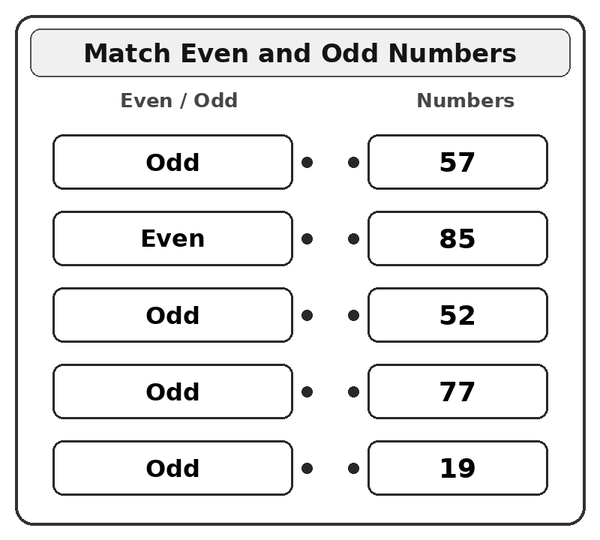 Match Even and Odd Numbers
Even / Odd Numbers
Odd 57
Even 85
Odd 52
Odd 77
Odd 19